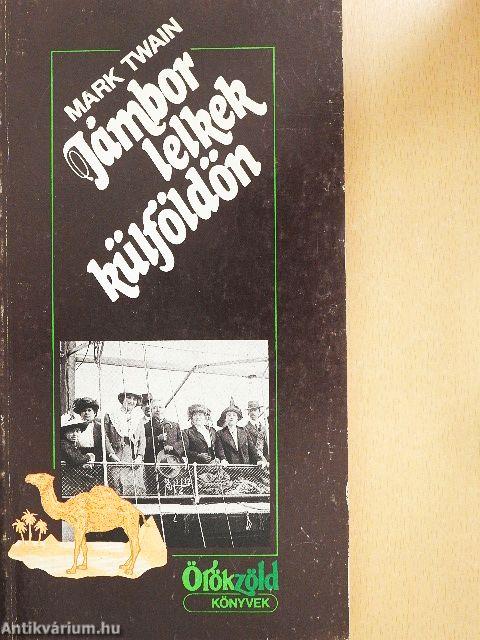 MARK TWAIN
Jámbor
lelkek
külföldön
Örökzöld
KÖNYVEK
Antikvárium.hu